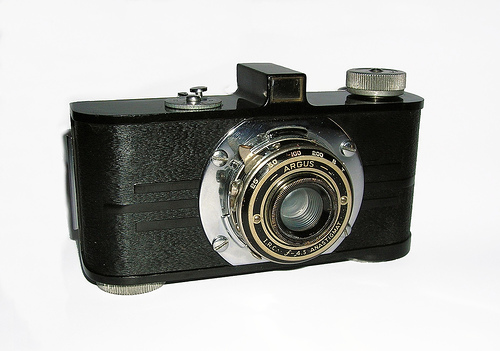 25 50 100 200 B
ARGUS
I.R.C. f-4.5 ANASTIGMAT